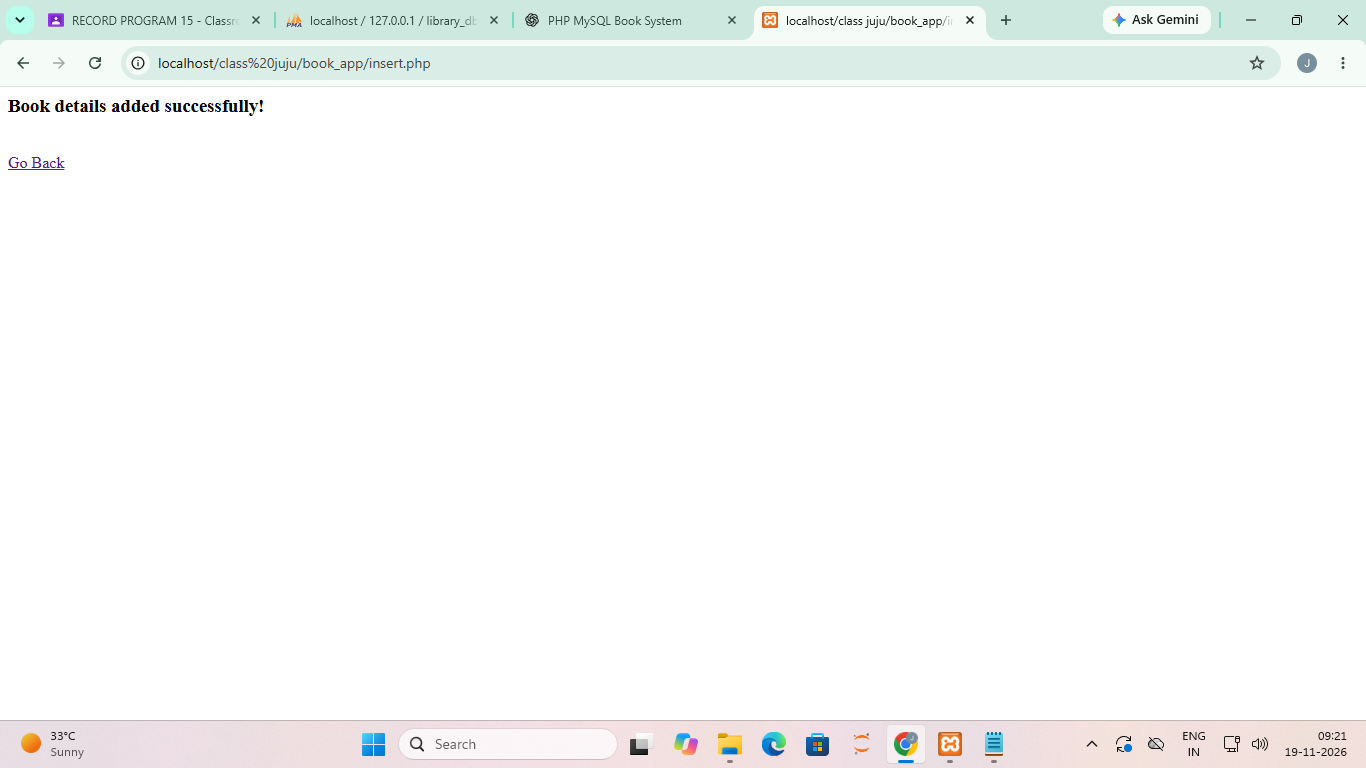 RECORD PROGRAM 15 - Classr
localhost / 127.0.0.1 / library_db
PHP MySQL Book System
localhost/class juju/book_app/in
Ask Gemini
localhost/class%20juju/book_app/insert.php
J
Book details added successfully!
Go Back
33°C
Sunny
Search
ENG
IN
09:21
19-11-2026